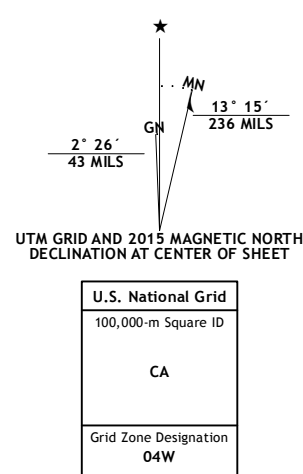 ★
MN
GN
13° 15´
236 MILS
2° 26´
43 MILS
UTM GRID AND 2015 MAGNETIC NORTH
DECLINATION AT CENTER OF SHEET
U.S. National Grid
100,000-m Square ID
CA
Grid Zone Designation
04W